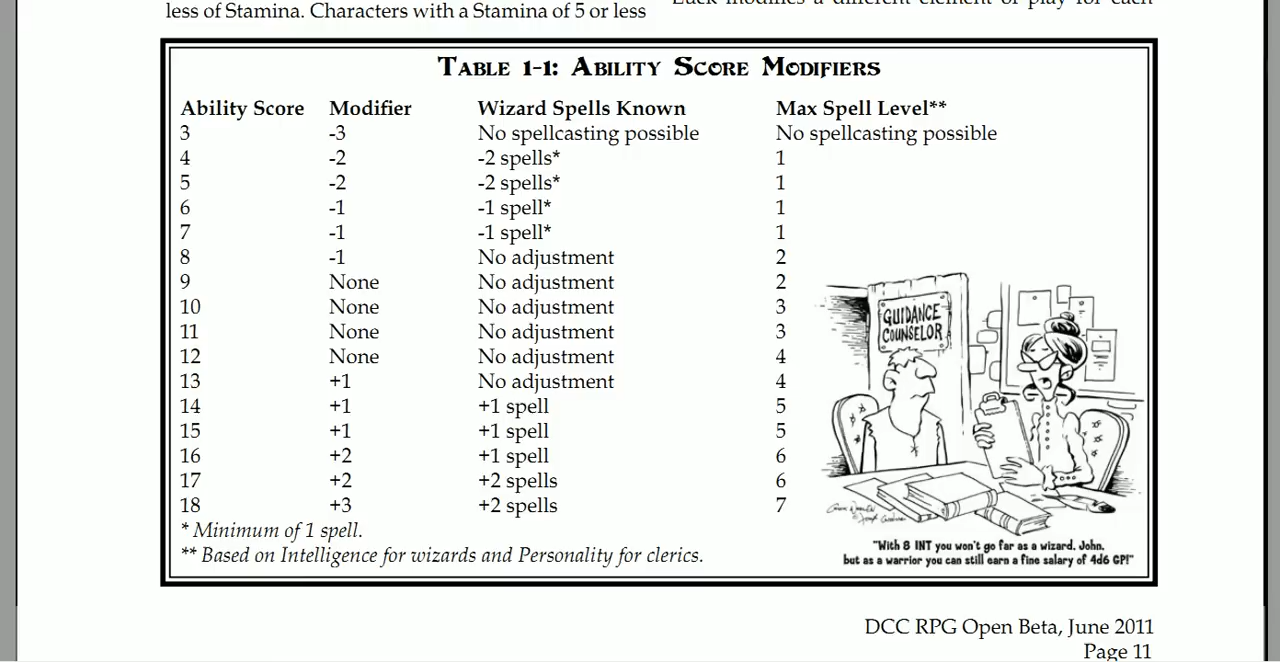 less of Stamina. Characters with a Stamina of 5 or less
Luck modifies a different element of play for each
Table 1-1: Ability Score Modifiers
Ability Score Modifier Wizard Spells Known Max Spell Level**
3 -3 No spellcasting possible No spellcasting possible
4 -2 -2 spells* 1
5 -2 -2 spells* 1
6 -1 -1 spell* 1
7 -1 -1 spell* 1
8 -1 No adjustment 2
9 None No adjustment 2
10 None No adjustment 3
11 None No adjustment 3
12 None No adjustment 4
13 +1 No adjustment 4
14 +1 +1 spell 5
15 +1 +1 spell 5
16 +2 +1 spell 6
17 +2 +2 spells 6
18 +3 +2 spells 7
* Minimum of 1 spell.
** Based on Intelligence for wizards and Personality for clerics.
GUIDANCE
COUNSELOR
"With 8 INT you won't go far as a wizard, John,
but as a warrior you can still earn a fine salary of 4d6 GP!"
DCC RPG Open Beta, June 2011
Page 11